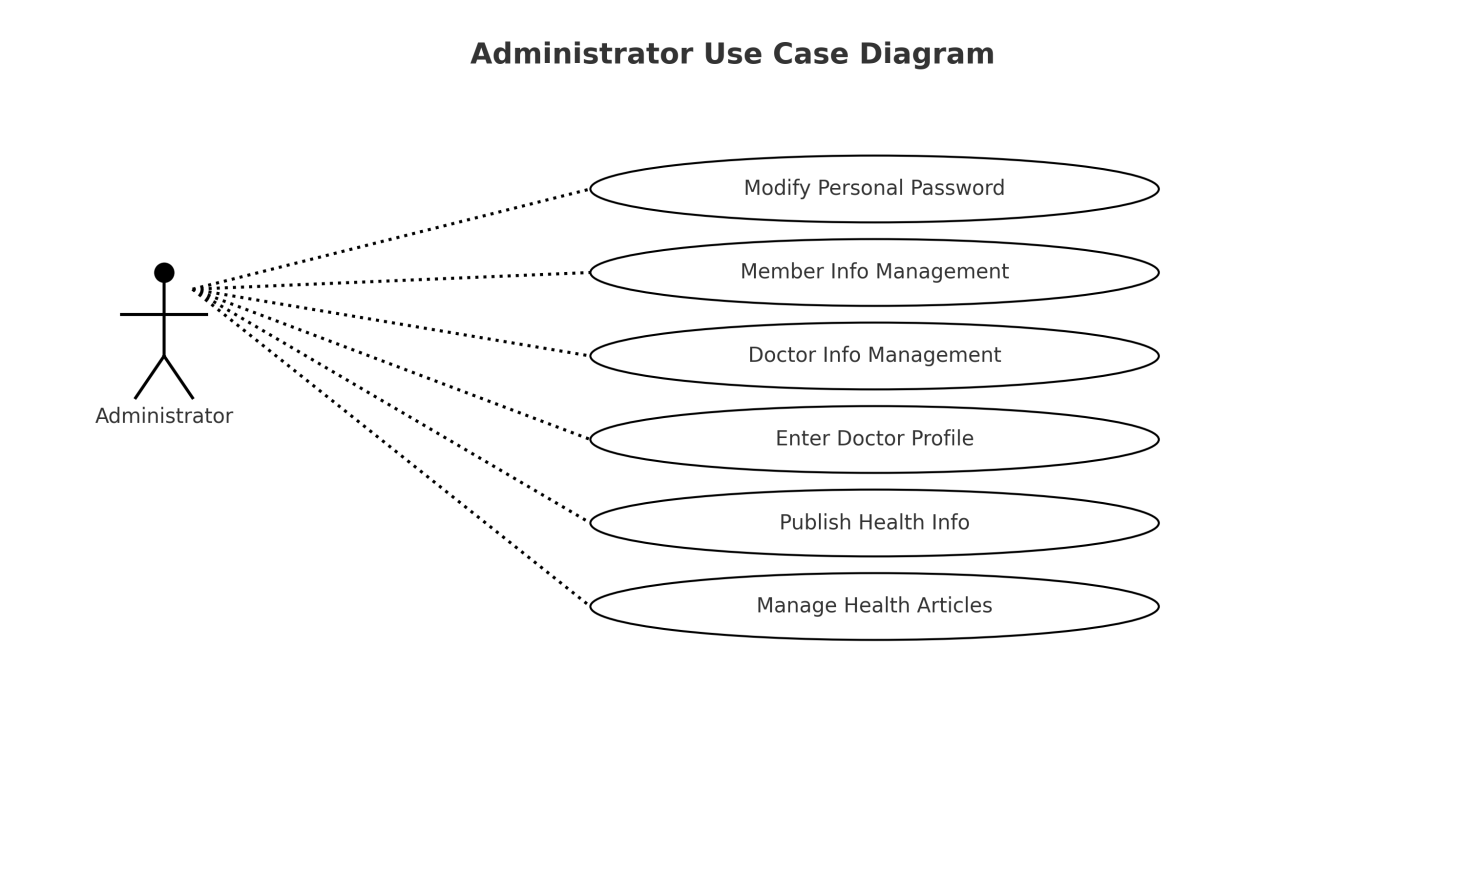 Administrator Use Case Diagram
Modify Personal Password
Member Info Management
Doctor Info Management
Enter Doctor Profile
Publish Health Info
Manage Health Articles
Administrator